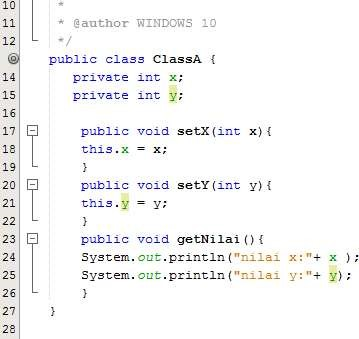 10 *
11 * @author WINDOWS 10
12 */
public class ClassA {
14 private int x;
15 private int y;
16
17 public void setX(int x){
18 this.x = x;
19 }
20 public void setY(int y){
21 this.y = y;
22 }
23 public void getNilai(){
24 System.out.println("nilai x:"+ x );
25 System.out.println("nilai y:"+ y);
26 }
27 }
28